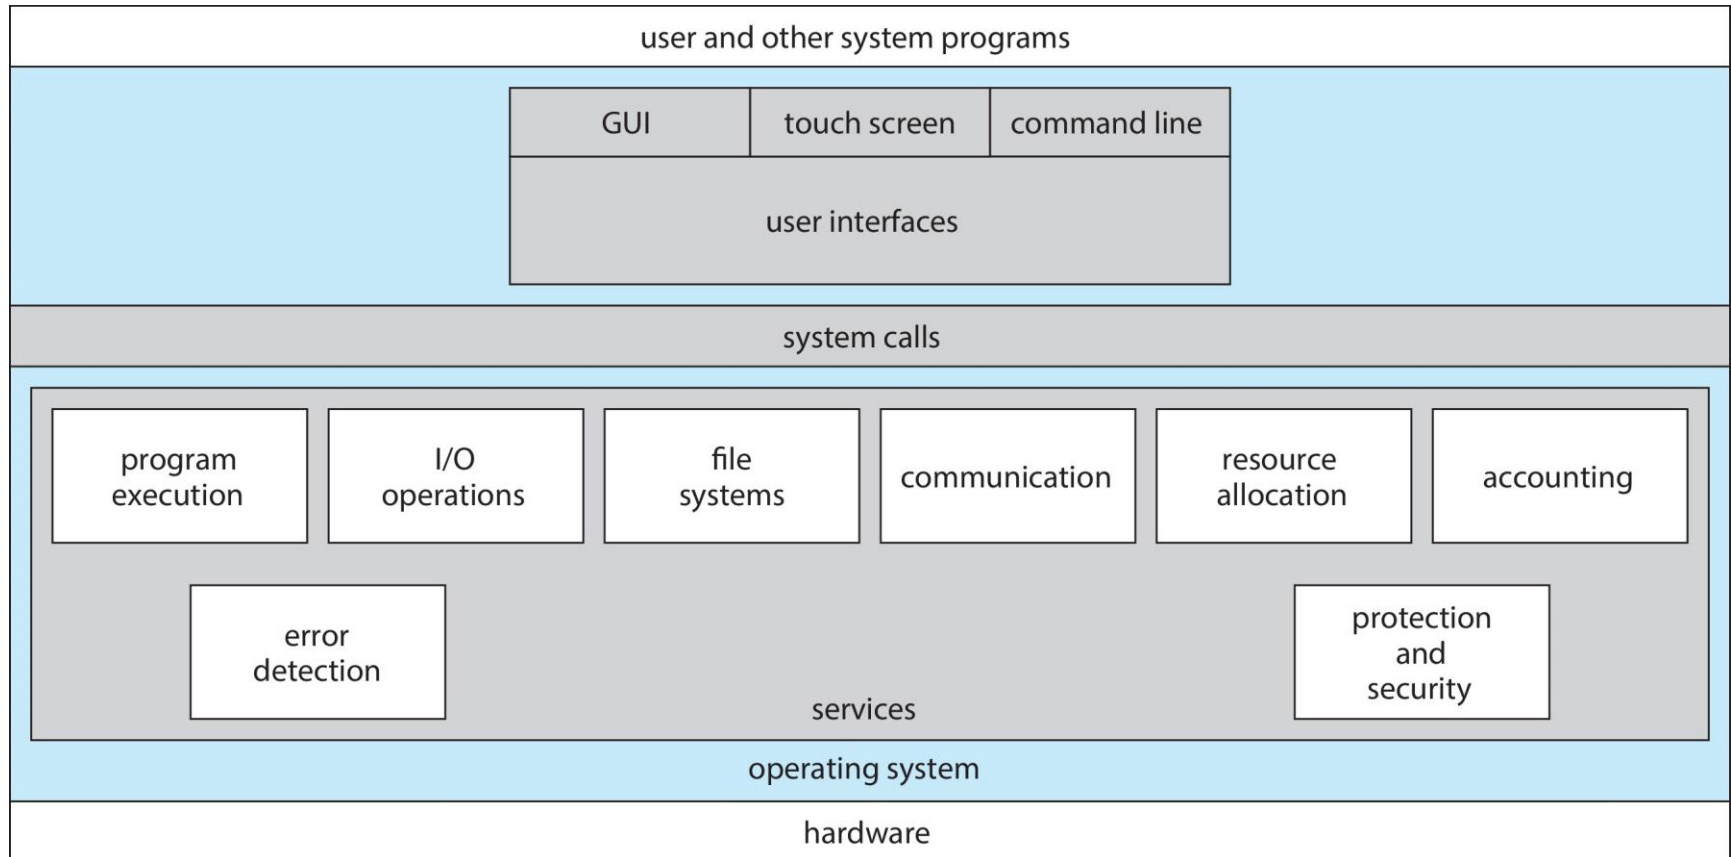 user and other system programs
GUI
touch screen
command line
user interfaces
system calls
program
execution
I/O
operations
file
systems
communication
resource
allocation
accounting
error
detection
protection
and
security
services
operating system
hardware